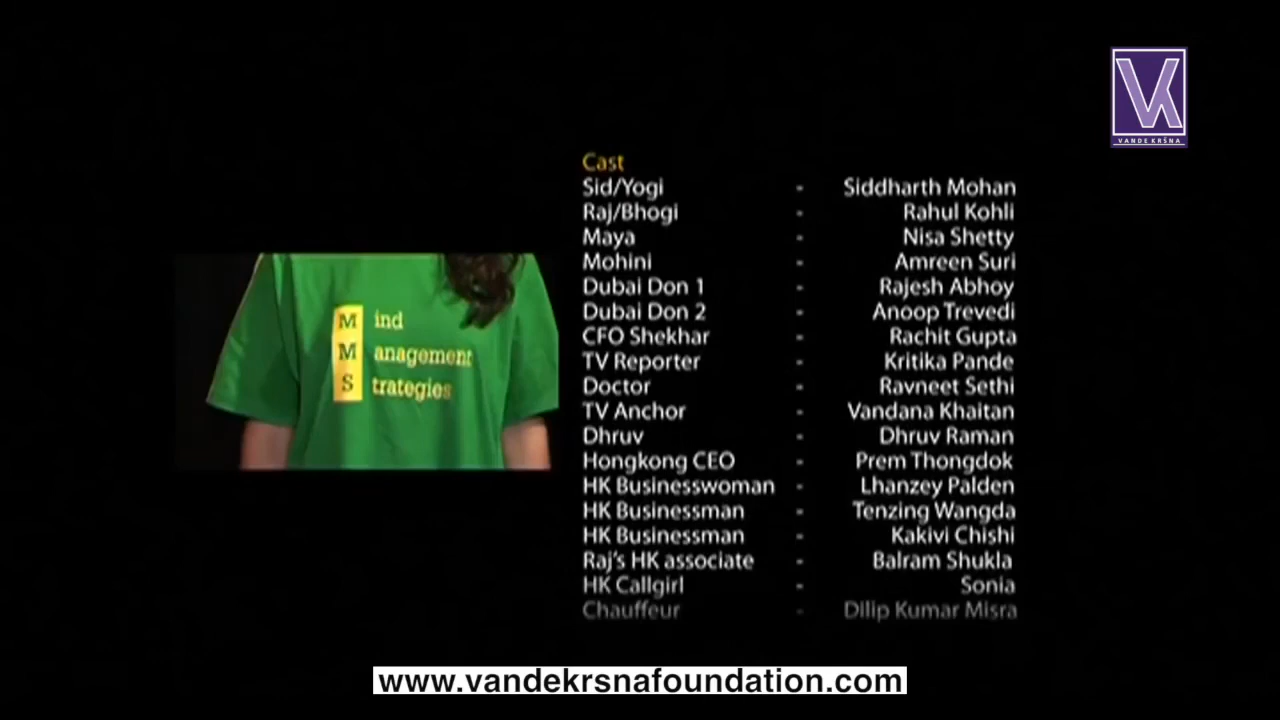 VK
VANDE KRŠNA
M ind
M anagement
S trategies
Cast
Sid/Yogi - Siddharth Mohan
Raj/Bhogi - Rahul Kohli
Maya - Nisa Shetty
Mohini - Amreen Suri
Dubai Don 1 - Rajesh Abhoy
Dubai Don 2 - Anoop Trevedi
CFO Shekhar - Rachit Gupta
TV Reporter - Kritika Pande
Doctor - Ravneet Sethi
TV Anchor - Vandana Khaitan
Dhruv - Dhruv Raman
Hongkong CEO - Prem Thongdok
HK Businesswoman - Lhanzey Palden
HK Businessman - Tenzing Wangda
HK Businessman - Kakivi Chishi
Raj's HK associate - Balram Shukla
HK Callgirl - Sonia
Chauffeur - Dilip Kumar Misra
www.vandekrsnafoundation.com